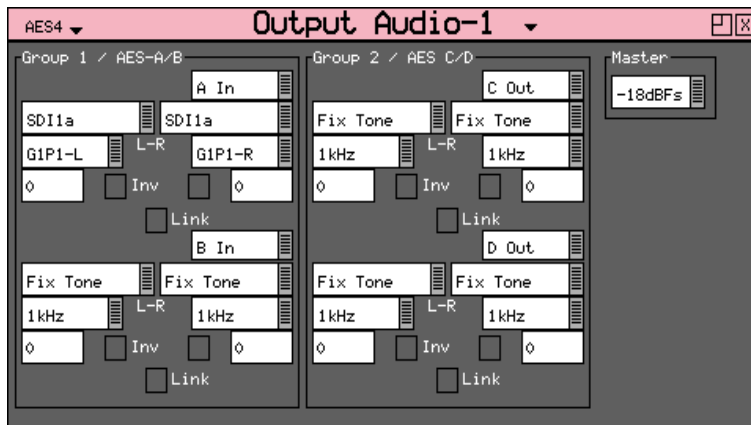 AES4 Output Audio-1
Group 1 / AES-A/B Group 2 / AES C/D Master
A In C Out -18dBFs
SDI1a SDI1a Fix Tone Fix Tone
G1P1-L L-R G1P1-R 1kHz L-R 1kHz
0 Inv 0 0 Inv 0
Link Link
B In D Out
Fix Tone Fix Tone Fix Tone Fix Tone
1kHz L-R 1kHz 1kHz L-R 1kHz
0 Inv 0 0 Inv 0
Link Link